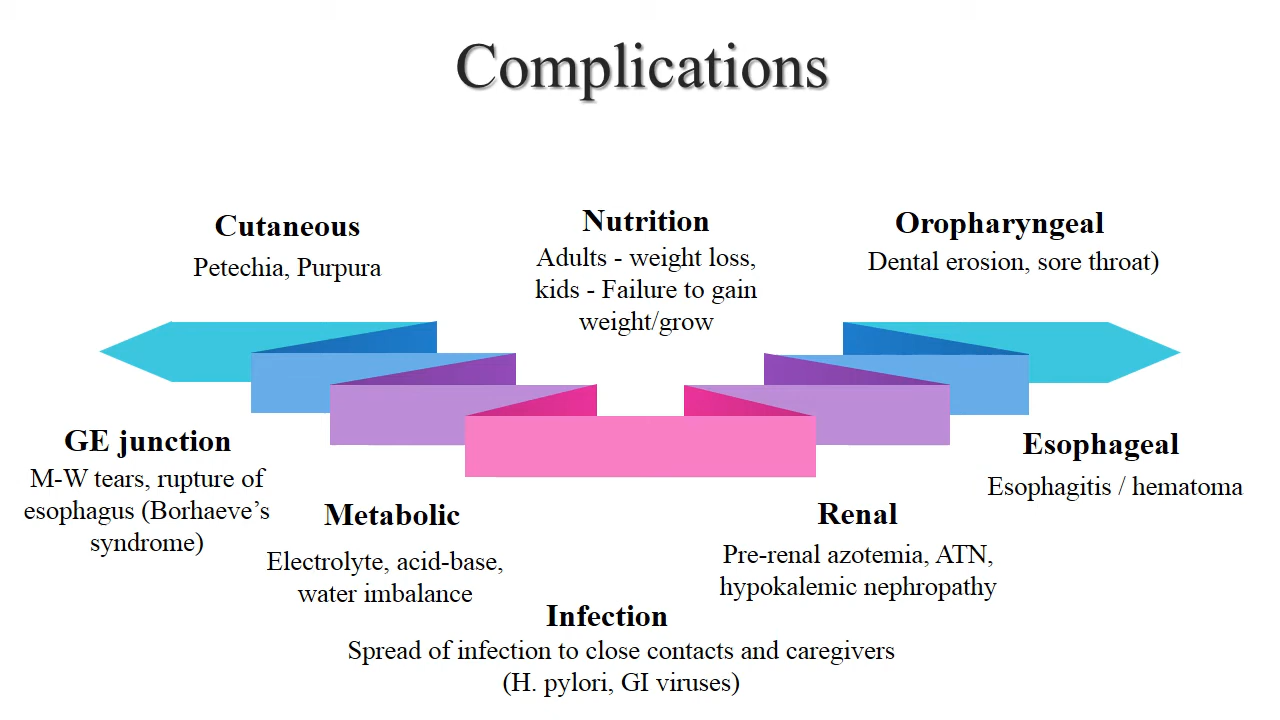 Complications
Cutaneous
Petechia, Purpura
Nutrition
Adults - weight loss,
kids - Failure to gain
weight/grow
Oropharyngeal
Dental erosion, sore throat)
GE junction
M-W tears, rupture of
esophagus (Borhaeve’s
syndrome)
Metabolic
Electrolyte, acid-base,
water imbalance
Infection
Spread of infection to close contacts and caregivers
(H. pylori, GI viruses)
Renal
Pre-renal azotemia, ATN,
hypokalemic nephropathy
Esophageal
Esophagitis / hematoma